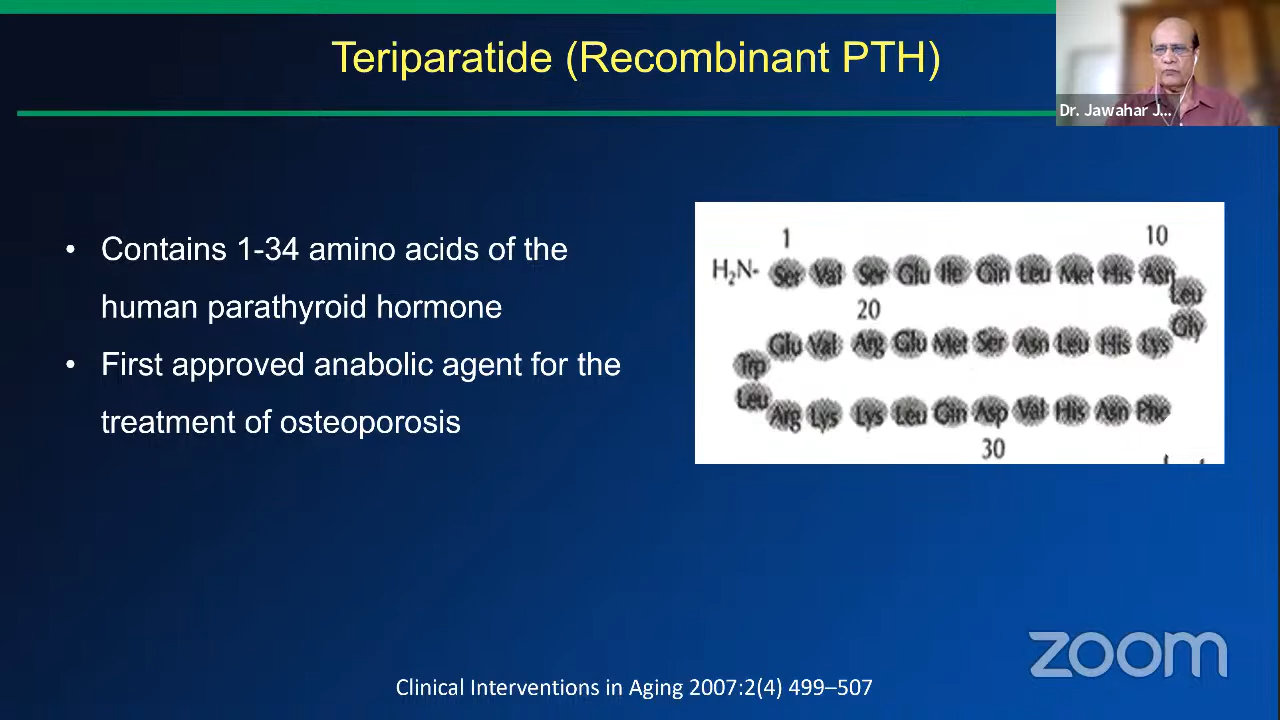 Teriparatide (Recombinant PTH)
Dr. Jawahar J...
• Contains 1-34 amino acids of the
human parathyroid hormone
• First approved anabolic agent for the
treatment of osteoporosis
1 10
H₂N- Ser Val Ser Glu Ile Gln Leu Met His Asn
Leu
20
Gly
Glu Val Arg Glu Met Ser Asn Leu His Lys
Trp
Leu
Arg Lys Lys Leu Gln Asp Val His Asn Phe
30
zoom
Clinical Interventions in Aging 2007:2(4) 499–507